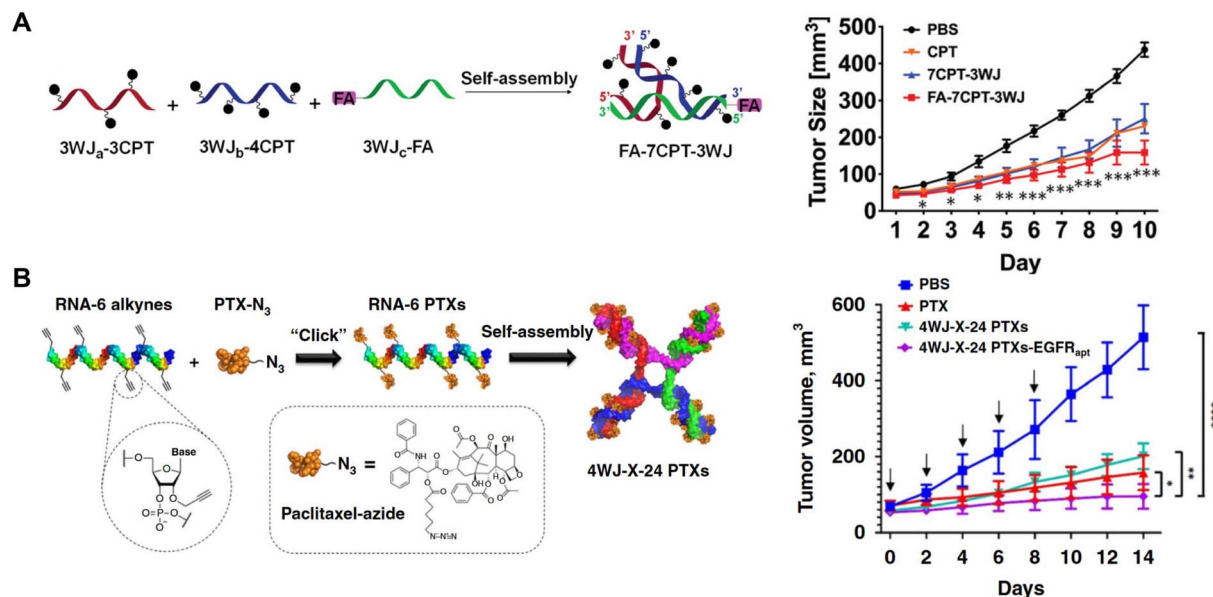 A
FA
3WJa-3CPT
+
3WJb-4CPT
+
3WJc-FA
Self-assembly
3' 5'
5'
3'
3'
5'
FA
FA-7CPT-3WJ
Tumor Size [mm³]
500
400
300
200
100
0
PBS
CPT
7CPT-3WJ
FA-7CPT-3WJ
* * * ** *** *** *** *** ***
1 2 3 4 5 6 7 8 9 10
Day
B
RNA-6 alkynes
+
PTX-N3
N3
“Click”
RNA-6 PTXs
Self-assembly
4WJ-X-24 PTXs
Base
O
O
O
O=P-O
O-
N3 =
Paclitaxel-azide
Tumor volume, mm³
600
400
200
0
PBS
PTX
4WJ-X-24 PTXs
4WJ-X-24 PTXs-EGFRapt
*
**
0 2 4 6 8 10 12 14
Days